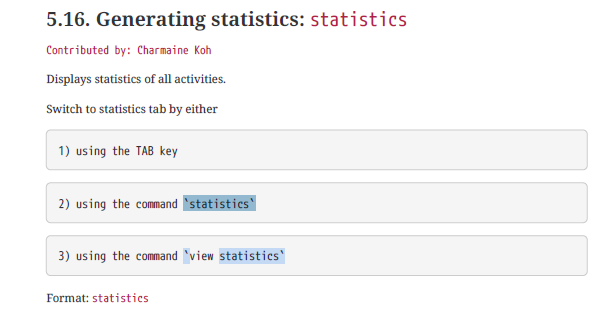 5.16. Generating statistics: statistics
Contributed by: Charmaine Koh
Displays statistics of all activities.
Switch to statistics tab by either
1) using the TAB key
2) using the command `statistics`
3) using the command `view statistics`
Format: statistics